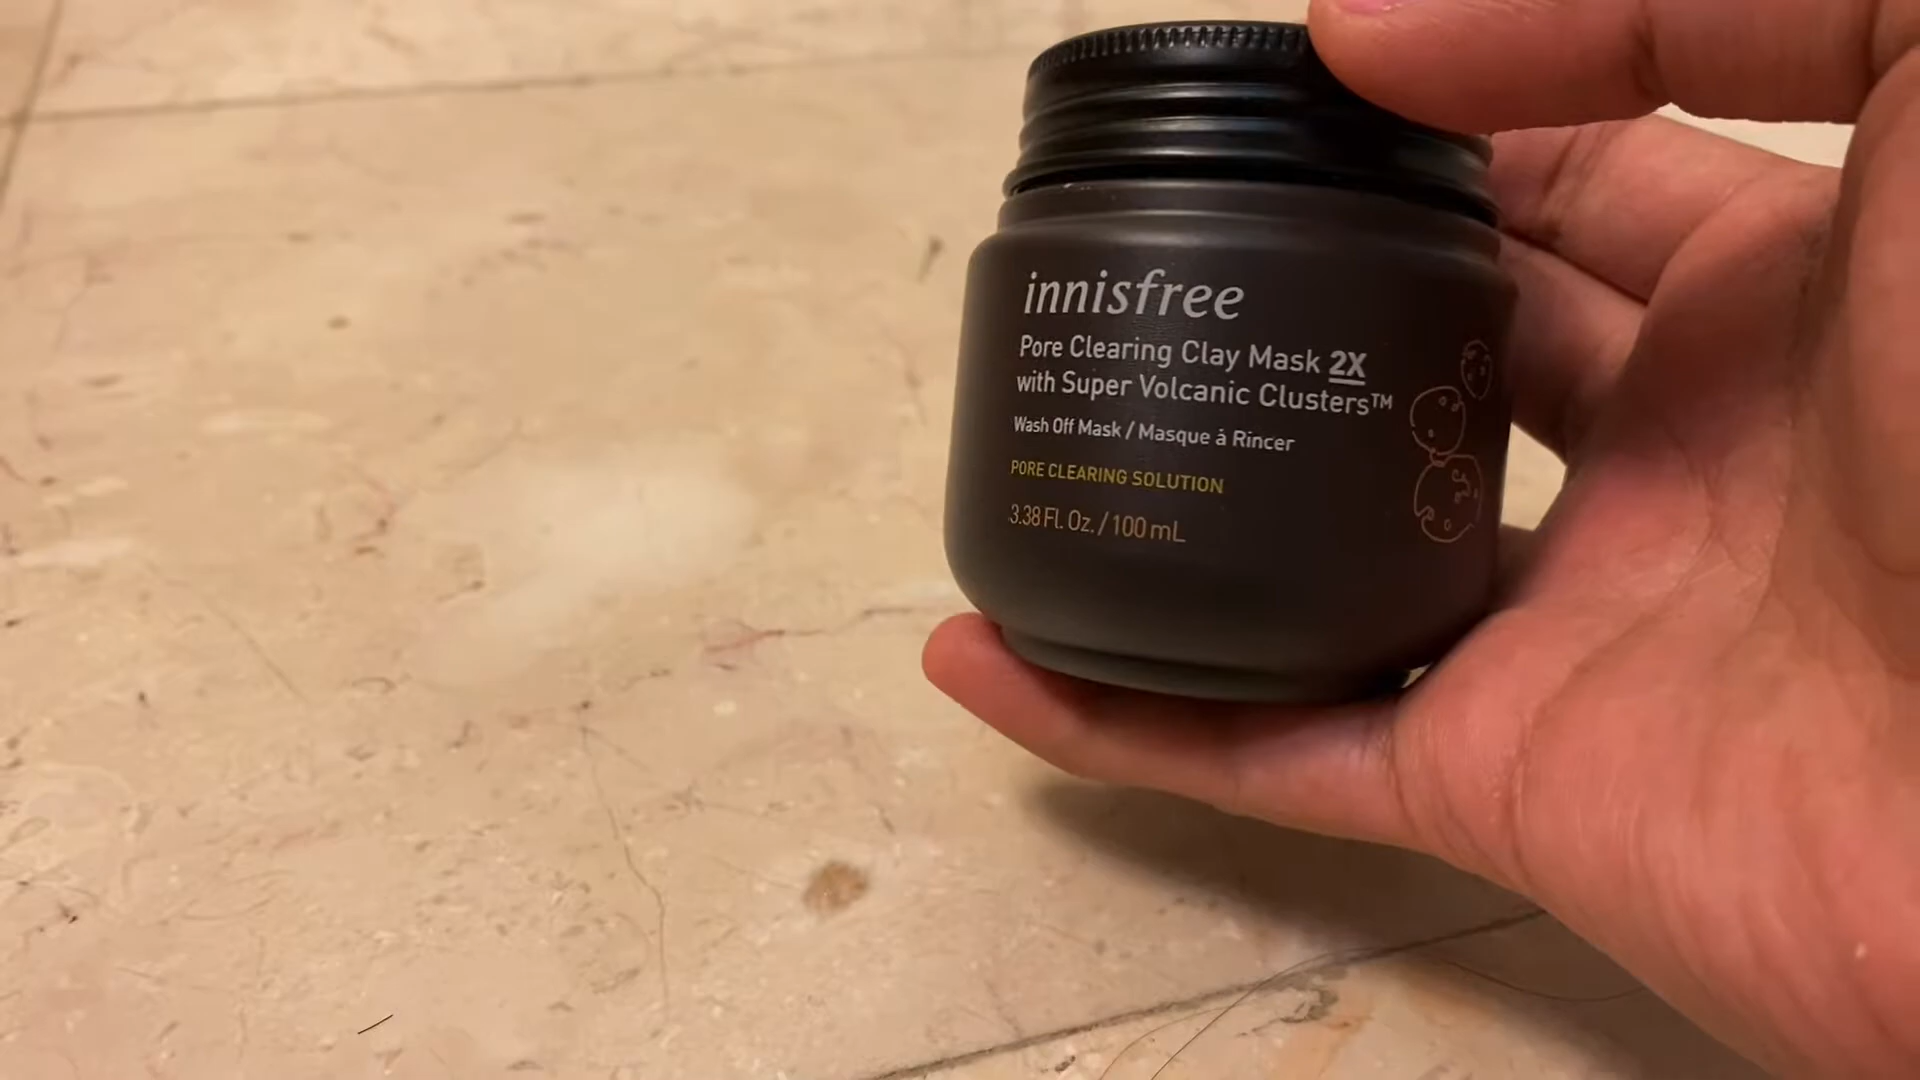 innisfree
Pore Clearing Clay Mask 2X
with Super Volcanic Clusters™
Wash Off Mask / Masque à Rincer
PORE CLEARING SOLUTION
3.38 Fl. Oz. / 100 mL